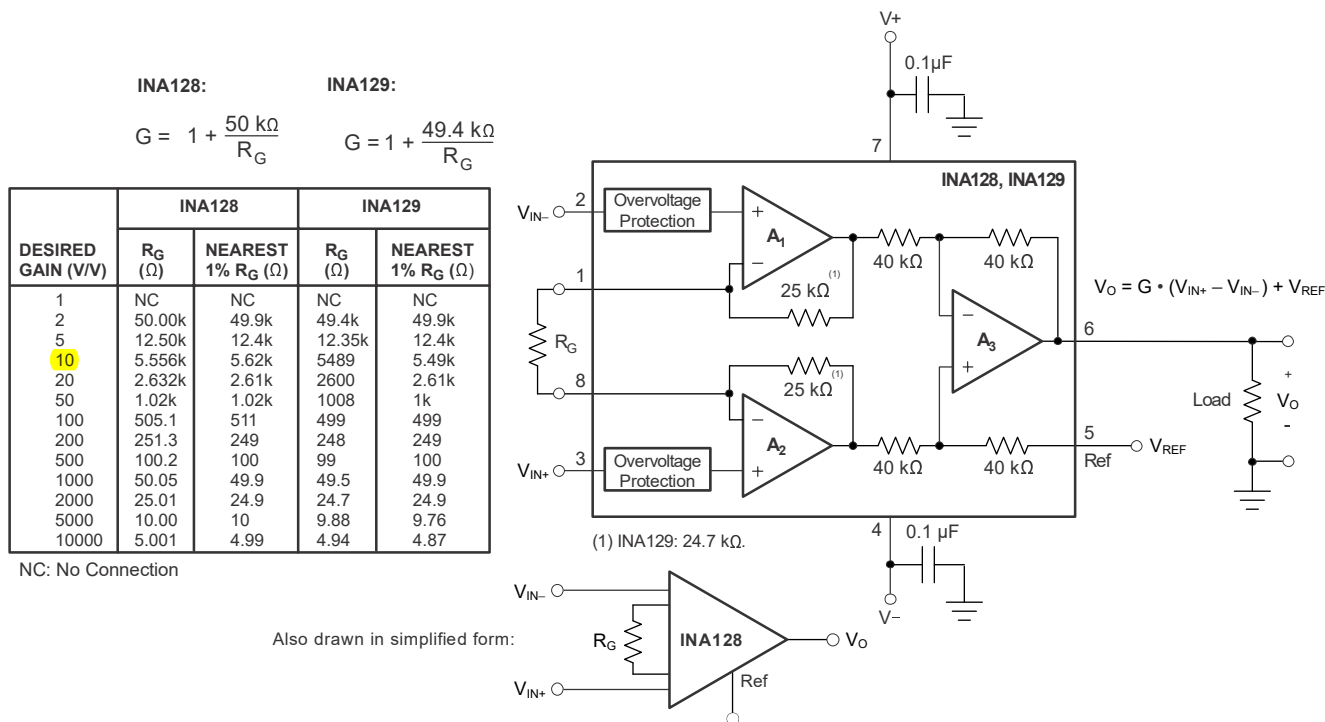 INA128:
INA129:
G = 1 + 50 kΩ / R_G
G = 1 + 49.4 kΩ / R_G
INA128 INA129
DESIRED GAIN (V/V) R_G (Ω) NEAREST 1% R_G (Ω) R_G (Ω) NEAREST 1% R_G (Ω)
1 NC NC NC NC
2 50.00k 49.9k 49.4k 49.9k
5 12.50k 12.4k 12.35k 12.4k
10 5.556k 5.62k 5489 5.49k
20 2.632k 2.61k 2600 2.61k
50 1.02k 1.02k 1008 1k
100 505.1 511 499 499
200 251.3 249 248 249
500 100.2 100 99 100
1000 50.05 49.9 49.5 49.9
2000 25.01 24.9 24.7 24.9
5000 10.00 10 9.88 9.76
10000 5.001 4.99 4.94 4.87
NC: No Connection
V+
0.1µF
7
INA128, INA129
V_IN– 2
Overvoltage
Protection
+
A_1
–
40 kΩ
40 kΩ
1
25 kΩ (1)
R_G
V_O = G • (V_IN+ – V_IN–) + V_REF
–
A_3
+
6
8
25 kΩ (1)
–
A_2
+
Load
+
V_O
-
V_IN+ 3
Overvoltage
Protection
40 kΩ
40 kΩ
5
Ref
V_REF
4
0.1 µF
V–
(1) INA129: 24.7 kΩ.
Also drawn in simplified form:
V_IN–
R_G
INA128
V_O
V_IN+
Ref